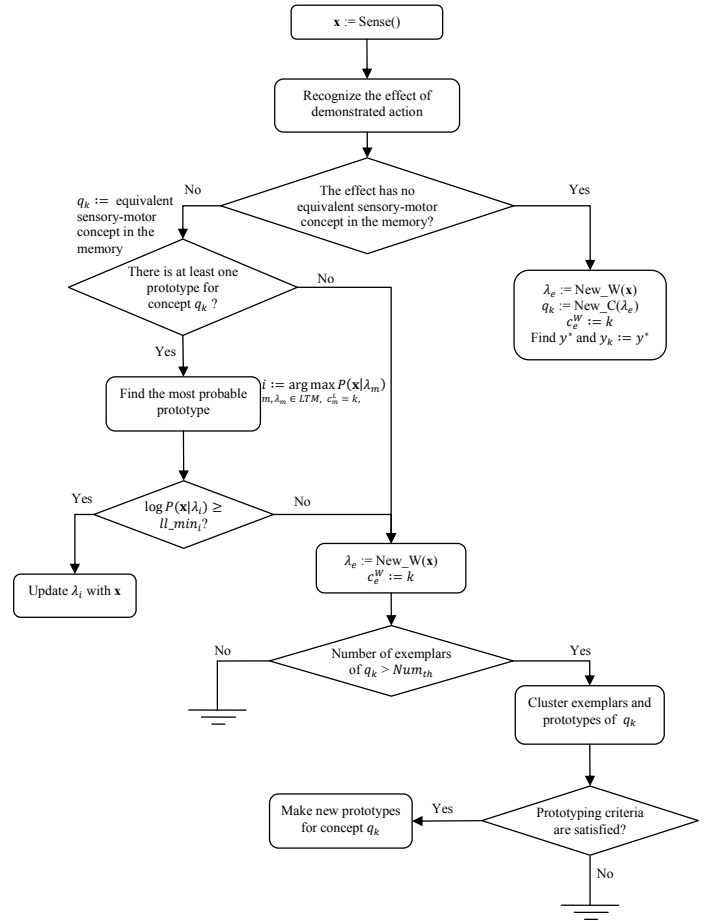 x := Sense()
Recognize the effect of
demonstrated action
The effect has no
equivalent sensory-motor
concept in the memory?
No
Yes
q_k := equivalent
sensory-motor
concept in the
memory
There is at least one
prototype for
concept q_k ?
No
λ_e := New_W(x)
q_k := New_C(λ_e)
c_e^W := k
Find y* and y_k := y*
Yes
Find the most probable
prototype
i := arg max P(x|λ_m)
m, λ_m ∈ LTM, c_m^L = k,
Yes
log P(x|λ_i) ≥
ll_min_i?
No
Update λ_i with x
λ_e := New_W(x)
c_e^W := k
No
Number of exemplars
of q_k > Num_th
Yes
Cluster exemplars and
prototypes of q_k
Make new prototypes
for concept q_k
Yes
Prototyping criteria
are satisfied?
No